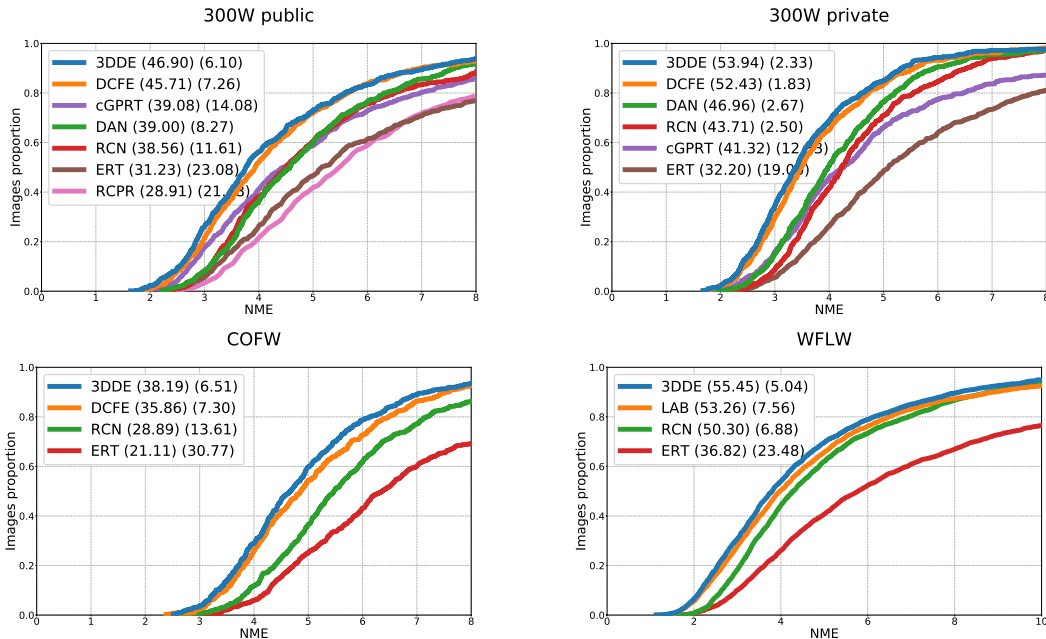 300W public
300W private
Images proportion
1.0
0.8
0.6
0.4
0.2
0.0
3DDE (46.90) (6.10)
DCFE (45.71) (7.26)
cGPRT (39.08) (14.08)
DAN (39.00) (8.27)
RCN (38.56) (11.61)
ERT (31.23) (23.08)
RCPR (28.91)
0 1 2 3 4 5 6 7 8
NME
Images proportion
1.0
0.8
0.6
0.4
0.2
0.0
3DDE (53.94) (2.33)
DCFE (52.43) (1.83)
DAN (46.96) (2.67)
RCN (43.71) (2.50)
cGPRT (41.32)
ERT (32.20)
0 1 2 3 4 5 6 7 8
NME
COFW
WFLW
Images proportion
1.0
0.8
0.6
0.4
0.2
0.0
3DDE (38.19) (6.51)
DCFE (35.86) (7.30)
RCN (28.89) (13.61)
ERT (21.11) (30.77)
0 1 2 3 4 5 6 7 8
NME
Images proportion
1.0
0.8
0.6
0.4
0.2
0.0
3DDE (55.45) (5.04)
LAB (53.26) (7.56)
RCN (50.30) (6.88)
ERT (36.82) (23.48)
0 2 4 6 8 10
NME